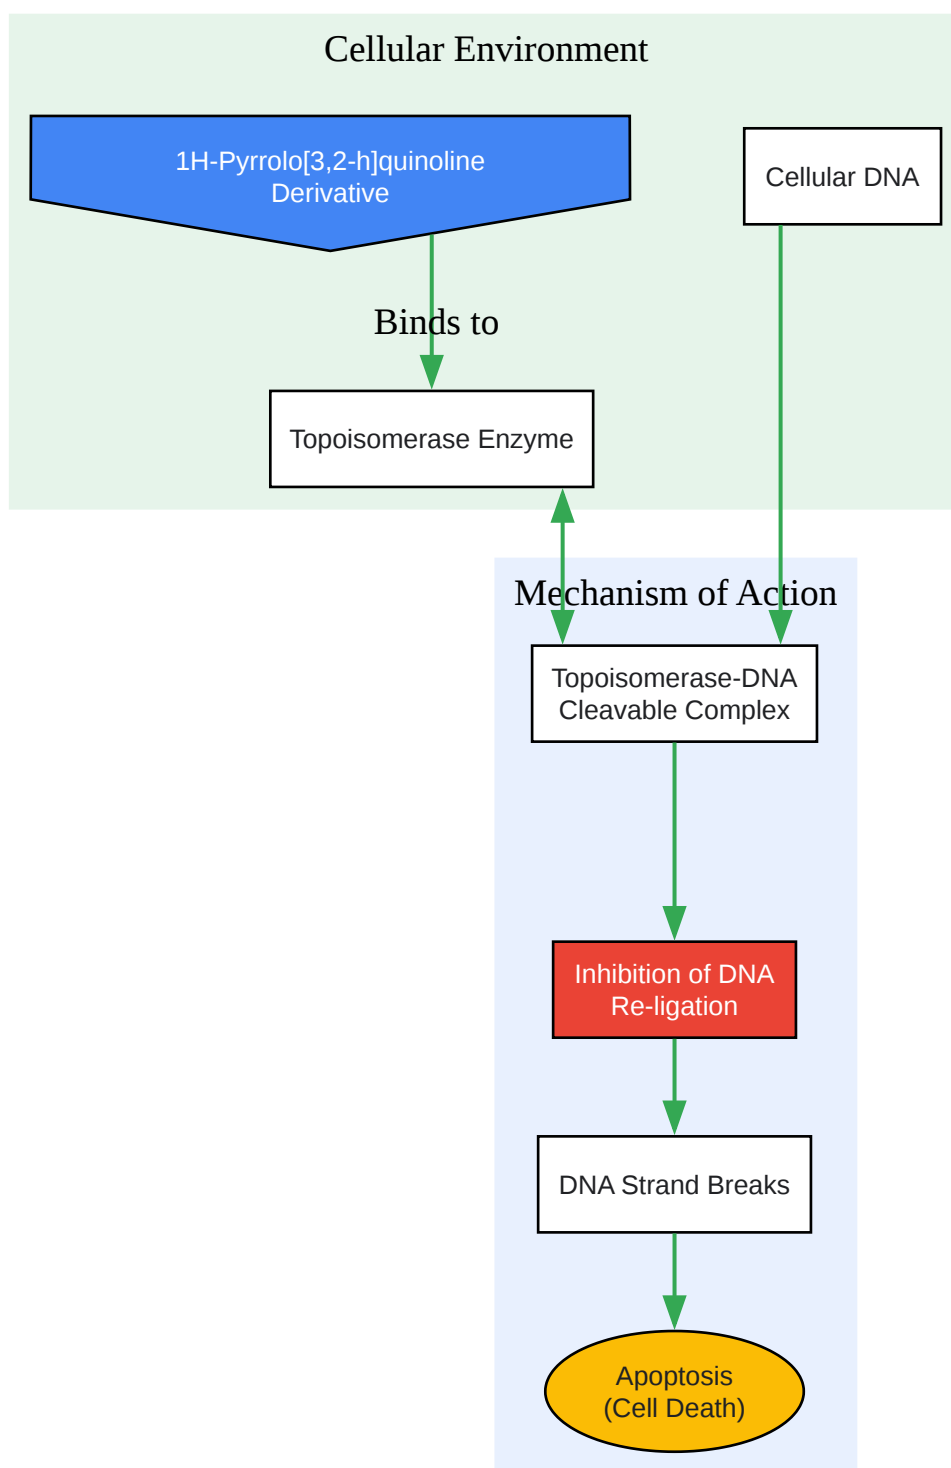 Cellular Environment
1H-Pyrrolo[3,2-h]quinoline
Derivative
Cellular DNA
Binds to
Topoisomerase Enzyme
Mechanism of Action
Topoisomerase-DNA
Cleavable Complex
Inhibition of DNA
Re-ligation
DNA Strand Breaks
Apoptosis
(Cell Death)